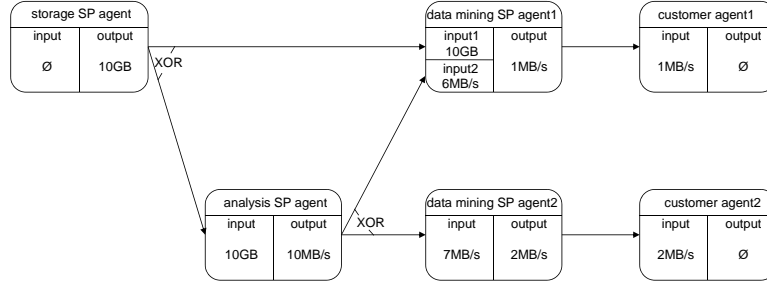 storage SP agent
input
output
Ø
10GB
XOR
data mining SP agent1
input1
10GB
input2
6MB/s
output
1MB/s
customer agent1
input
output
1MB/s
Ø
analysis SP agent
input
output
10GB
10MB/s
XOR
data mining SP agent2
input
output
7MB/s
2MB/s
customer agent2
input
output
2MB/s
Ø